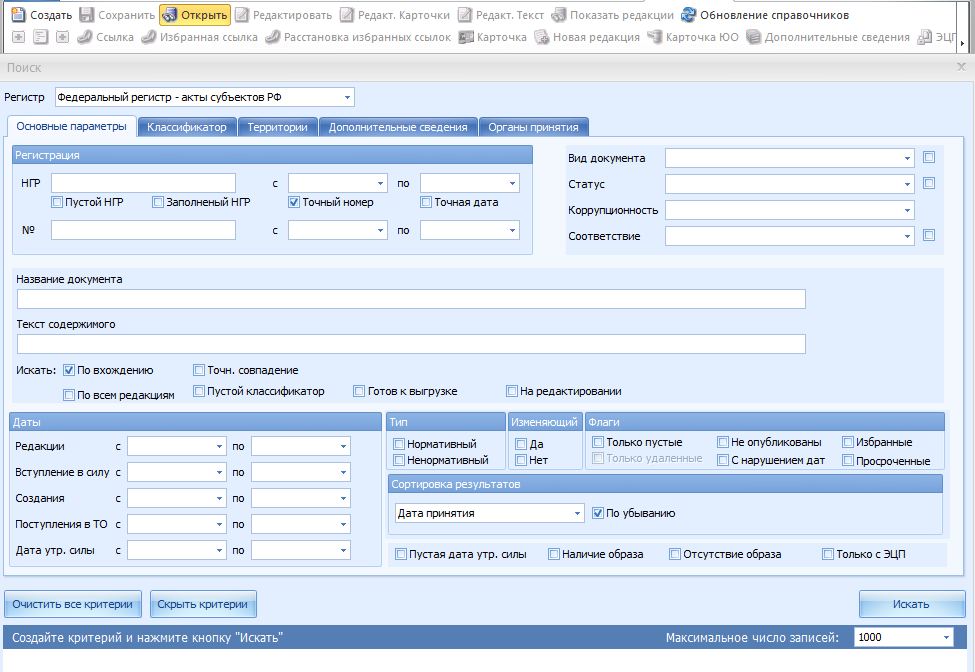 Создать Сохранить Открыть Редактировать Редакт. Карточки Редакт. Текст Показать редакции Обновление справочников
Ссылка Избранная ссылка Расстановка избранных ссылок Карточка Новая редакция Карточка ЮО Дополнительные сведения ЭЦП
Поиск
Регистр Федеральный регистр - акты субъектов РФ
Основные параметры Классификатор Территории Дополнительные сведения Органы принятия
Регистрация
НГР с по
Пустой НГР Заполненый НГР Точный номер Точная дата
№ с по
Вид документа
Статус
Коррупционность
Соответствие
Название документа
Текст содержимого
Искать: По вхождению Точн. совпадение
По всем редакциям Пустой классификатор Готов к выгрузке На редактировании
Даты
Редакции с по
Вступление в силу с по
Создания с по
Поступления в ТО с по
Дата утр. силы с по
Тип
Нормативный
Ненормативный
Изменяющий
Да
Нет
Флаги
Только пустые Не опубликованы Избранные
Только удаленные С нарушением дат Просроченные
Сортировка результатов
Дата принятия По убыванию
Пустая дата утр. силы Наличие образа Отсутствие образа Только с ЭЦП
Очистить все критерии Скрыть критерии Искать
Создайте критерий и нажмите кнопку "Искать" Максимальное число записей: 1000